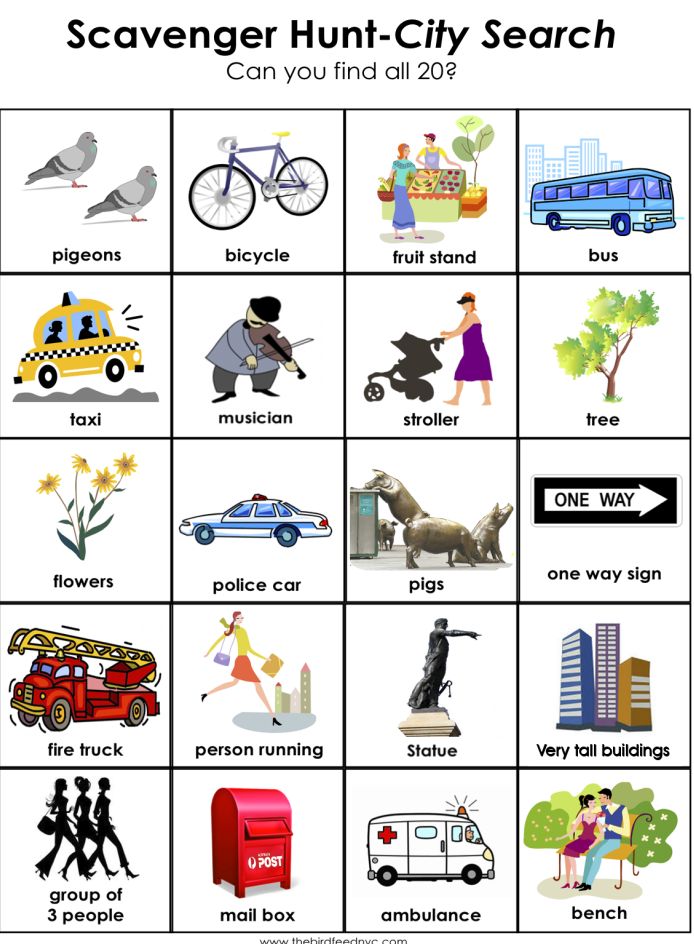 Scavenger Hunt-City Search
Can you find all 20?
pigeons
bicycle
fruit stand
bus
taxi
musician
stroller
tree
flowers
police car
pigs
ONE WAY
one way sign
fire truck
person running
Statue
Very tall buildings
group of
3 people
POST
mail box
ambulance
bench
www.thebirdfeednyc.com